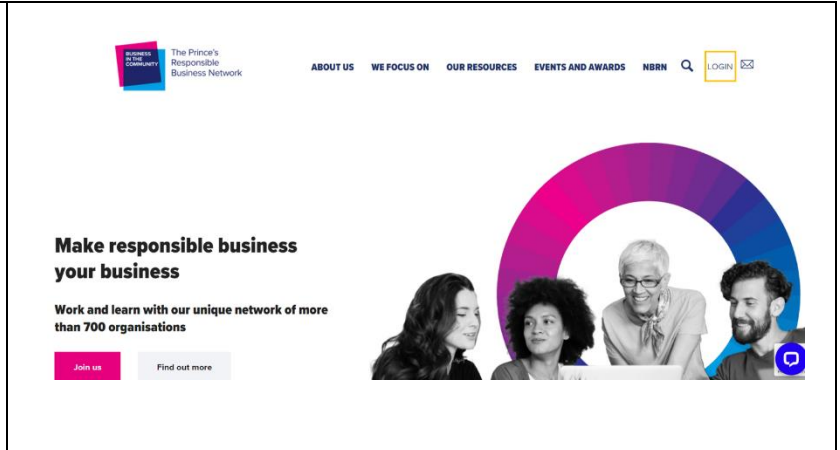 BUSINESS
IN THE
COMMUNITY
The Prince's
Responsible
Business Network
ABOUT US WE FOCUS ON OUR RESOURCES EVENTS AND AWARDS NBRN LOGIN
Make responsible business
your business
Work and learn with our unique network of more
than 700 organisations
Join us Find out more